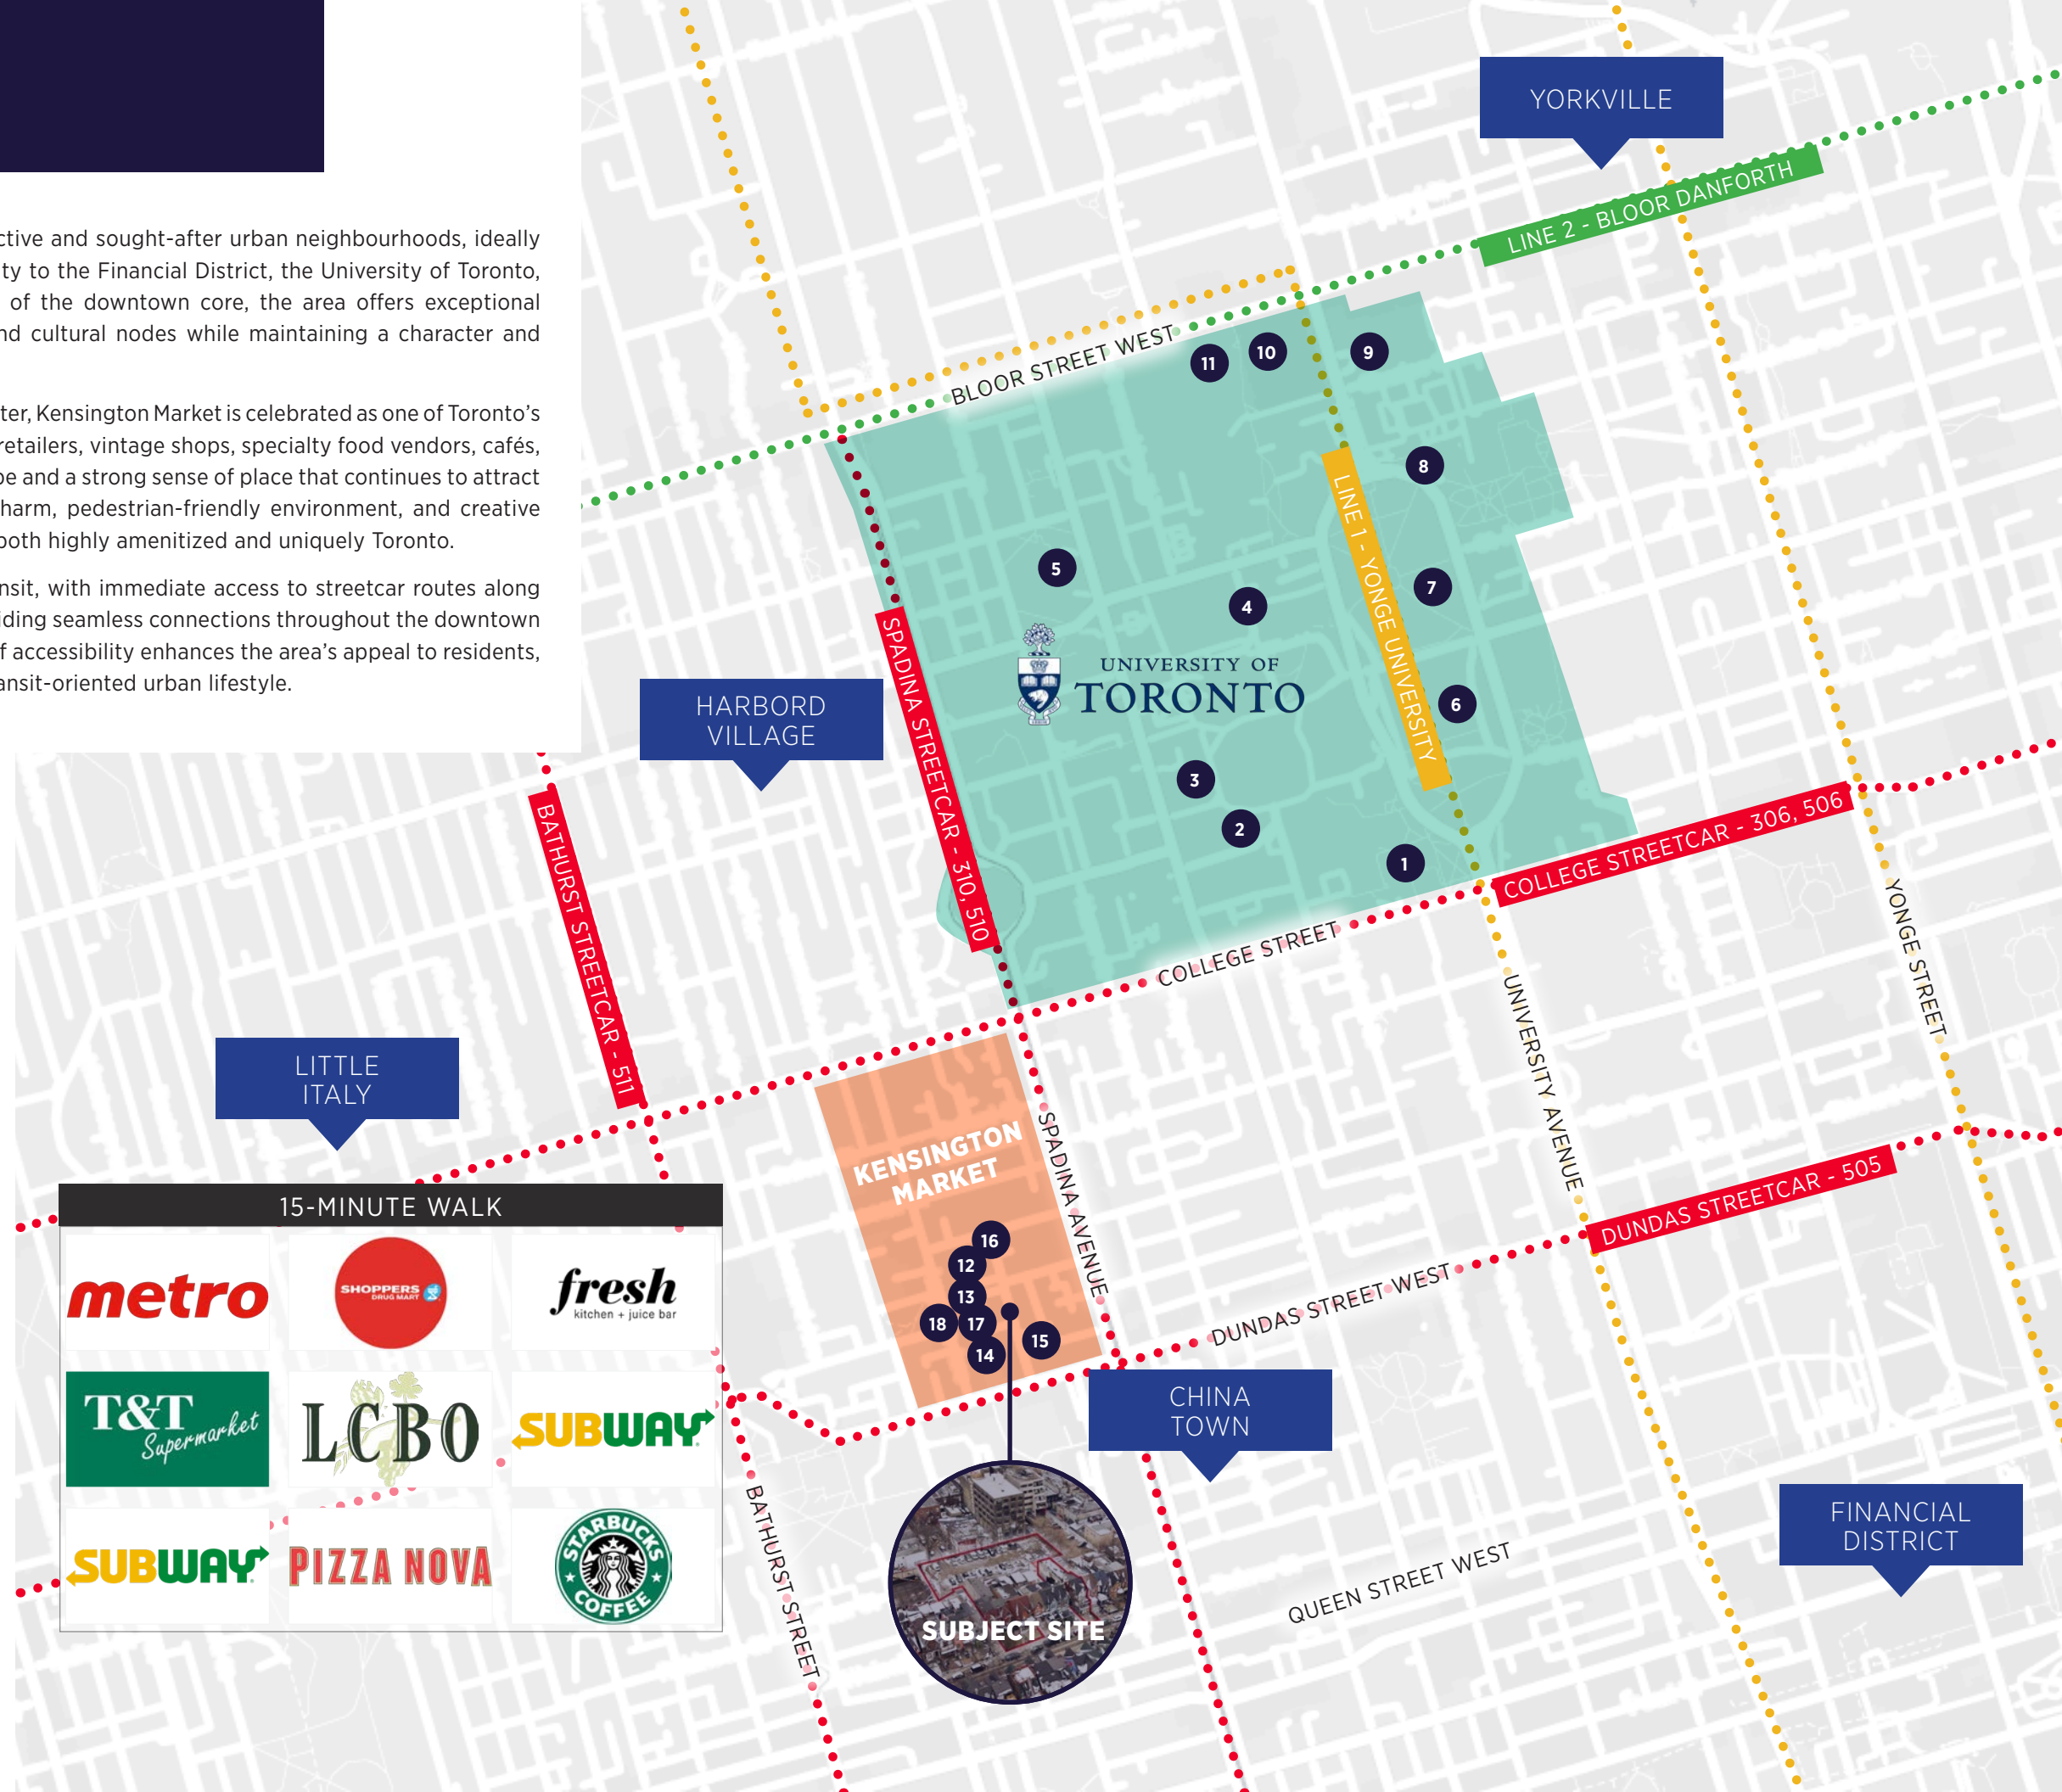 ctive and sought-after urban neighbourhoods, ideally
ty to the Financial District, the University of Toronto,
of the downtown core, the area offers exceptional
nd cultural nodes while maintaining a character and
ter, Kensington Market is celebrated as one of Toronto's
retailers, vintage shops, specialty food vendors, cafés,
pe and a strong sense of place that continues to attract
harm, pedestrian-friendly environment, and creative
both highly amenitized and uniquely Toronto.
nsit, with immediate access to streetcar routes along
iding seamless connections throughout the downtown
f accessibility enhances the area's appeal to residents,
ansit-oriented urban lifestyle.
YORKVILLE
LINE 2 - BLOOR DANFORTH
BLOOR STREET WEST
11
10
9
8
LINE 1 - YONGE UNIVERSITY
5
4
7
UNIVERSITY OF
TORONTO
6
SPADINA STREETCAR - 310, 510
HARBORD
VILLAGE
3
2
1
COLLEGE STREETCAR - 306, 506
BATHURST STREETCAR - 511
COLLEGE STREET
YONGE STREET
UNIVERSITY AVENUE
LITTLE
ITALY
KENSINGTON
MARKET
SPADINA AVENUE
DUNDAS STREETCAR - 505
DUNDAS STREET WEST
16
12
13
18
17
15
14
15-MINUTE WALK
metro
SHOPPERS
DRUG MART
fresh
kitchen + juice bar
T&T
Supermarket
LCBO
SUBWAY
SUBWAY
PIZZA NOVA
STARBUCKS
COFFEE
CHINA
TOWN
BATHURST STREET
SUBJECT SITE
QUEEN STREET WEST
FINANCIAL
DISTRICT